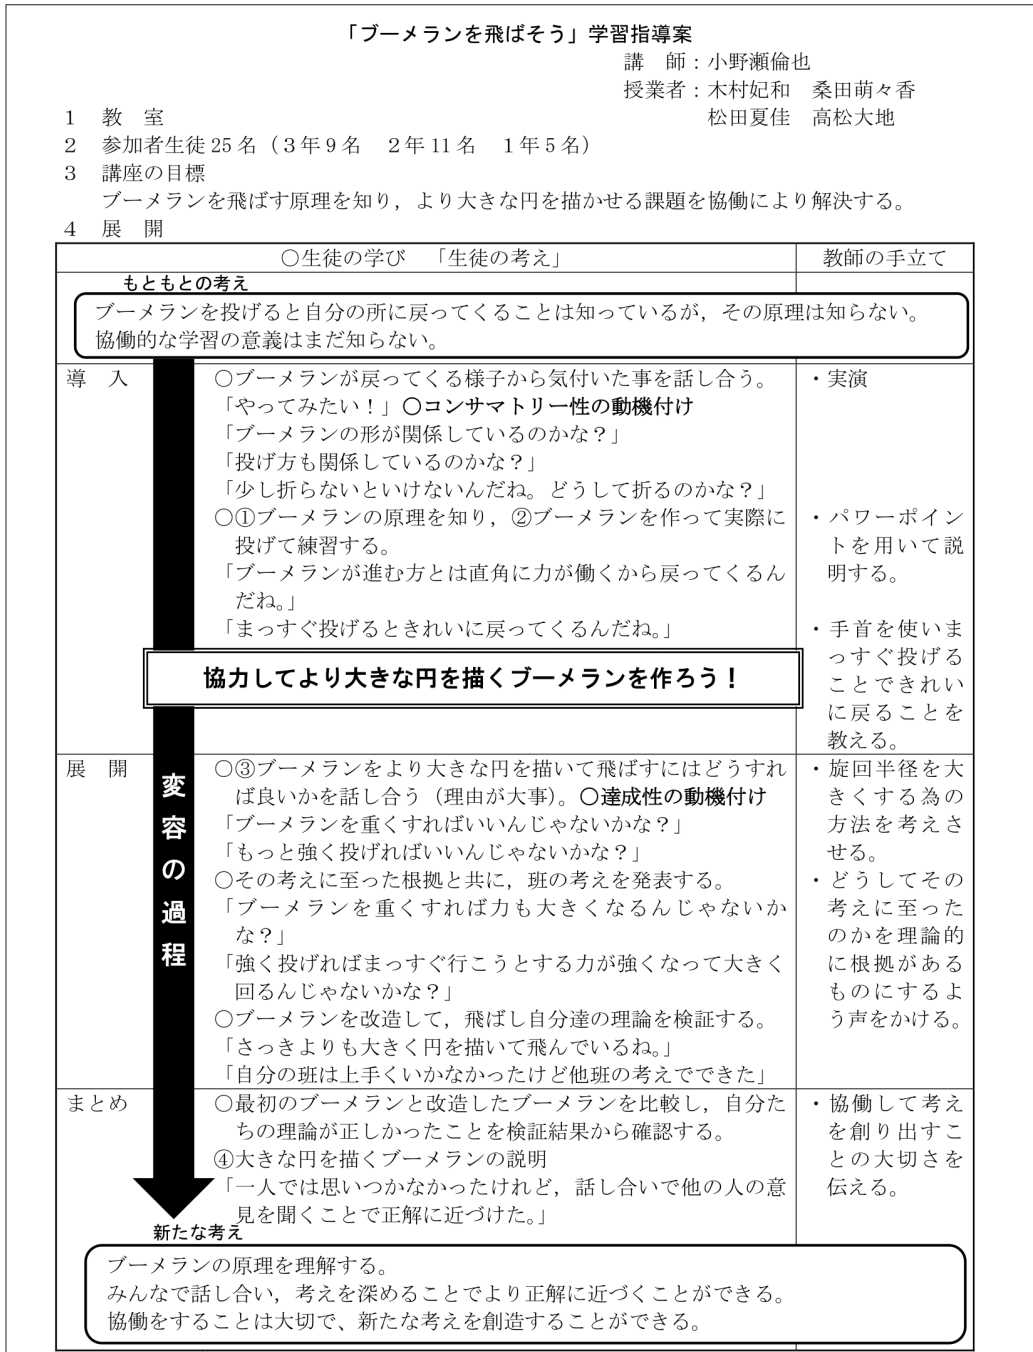 「ブーメランを飛ばそう」学習指導案
講　師：小野瀬倫也
授業者：木村妃和　桑田萌々香
1　教　室　松田夏佳　高松大地
2　参加者生徒 25 名（３年 9 名　２年 11 名　１年 5 名）
3　講座の目標
ブーメランを飛ばす原理を知り，より大きな円を描かせる課題を協働により解決する。
4　展　開
○生徒の学び　「生徒の考え」　教師の手立て
もともとの考え
ブーメランを投げると自分の所に戻ってくることは知っているが，その原理は知らない。
協働的な学習の意義はまだ知らない。
導　入
○ブーメランが戻ってくる様子から気付いた事を話し合う。
「やってみたい！」○コンサマトリー性の動機付け
「ブーメランの形が関係しているのかな？」
「投げ方も関係しているのかな？」
「少し折らないといけないんだね。どうして折るのかな？」
○①ブーメランの原理を知り，②ブーメランを作って実際に
投げて練習する。
「ブーメランが進む方とは直角に力が働くから戻ってくるん
だね。」
「まっすぐ投げるときれいに戻ってくるんだね。」
・実演
・パワーポイン
トを用いて説
明する。
・手首を使いま
っすぐ投げる
ことできれい
に戻ることを
教える。
協力してより大きな円を描くブーメランを作ろう！
変容の過程
展　開
○③ブーメランをより大きな円を描いて飛ばすにはどうすれ
ば良いかを話し合う（理由が大事）。○達成性の動機付け
「ブーメランを重くすればいいんじゃないかな？」
「もっと強く投げればいいんじゃないかな？」
○その考えに至った根拠と共に，班の考えを発表する。
「ブーメランを重くすれば力も大きくなるんじゃないか
な？」
「強く投げればまっすぐ行こうとする力が強くなって大きく
回るんじゃないかな？」
○ブーメランを改造して，飛ばし自分達の理論を検証する。
「さっきよりも大きく円を描いて飛んでいるね。」
「自分の班は上手くいかなかったけど他班の考えでできた」
・旋回半径を大
きくする為の
方法を考えさ
せる。
・どうしてその
考えに至った
のかを理論的
に根拠がある
ものにするよ
う声をかける。
まとめ
○最初のブーメランと改造したブーメランを比較し，自分た
ちの理論が正しかったことを検証結果から確認する。
④大きな円を描くブーメランの説明
「一人では思いつかなかったけれど，話し合いで他の人の意
見を聞くことで正解に近づけた。」
・協働して考え
を創り出すこ
との大切さを
伝える。
新たな考え
ブーメランの原理を理解する。
みんなで話し合い，考えを深めることでより正解に近づくことができる。
協働をすることは大切で、新たな考えを創造することができる。